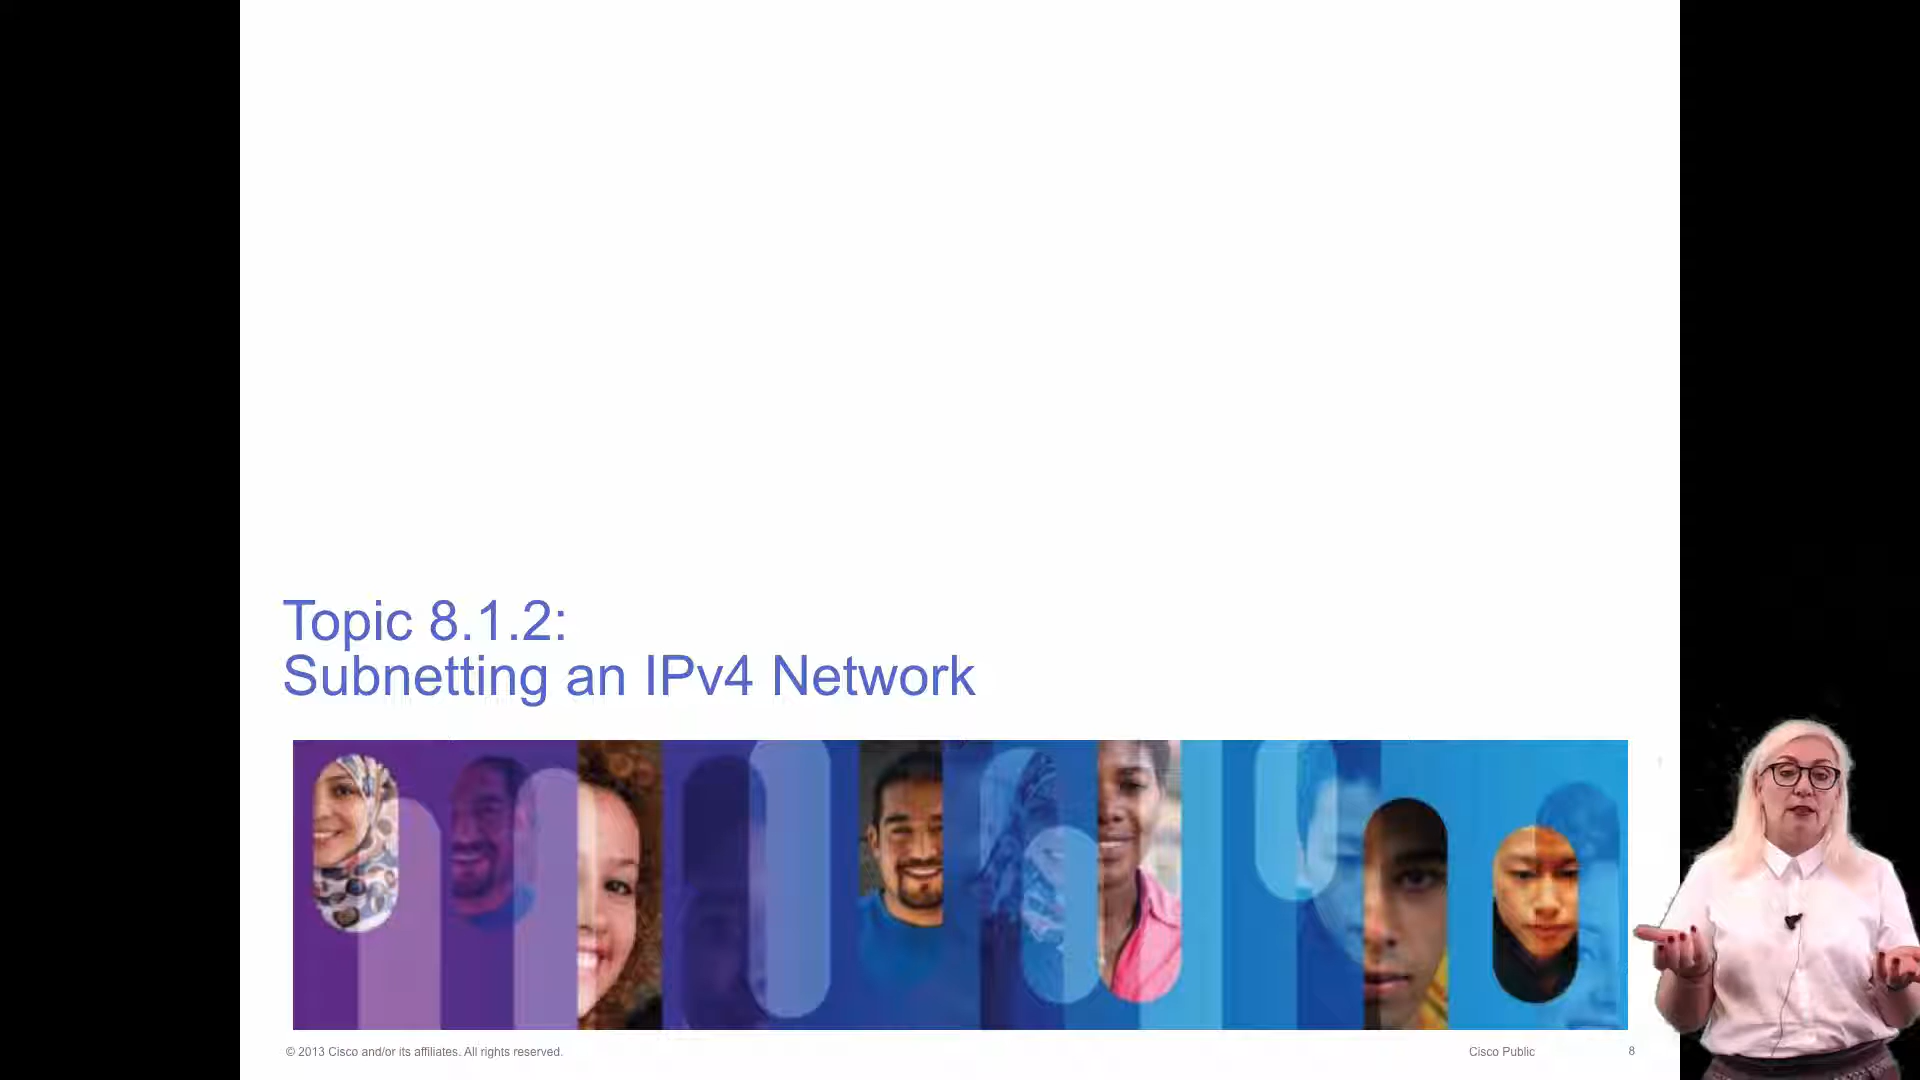 Topic 8.1.2:
Subnetting an IPv4 Network
© 2013 Cisco and/or its affiliates. All rights reserved.
Cisco Public
8